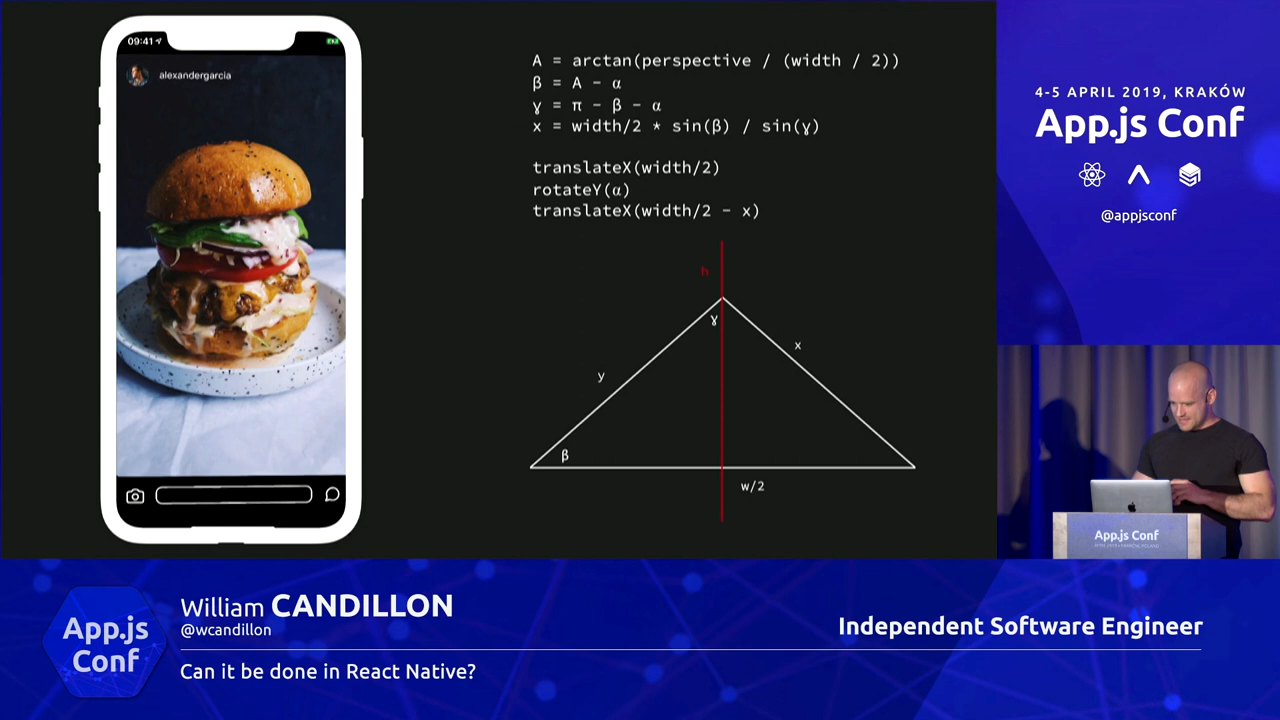 09:41
alexandergarcia
A = arctan(perspective / (width / 2))
β = A - α
γ = π - β - α
x = width/2 * sin(β) / sin(γ)
translateX(width/2)
rotateY(α)
translateX(width/2 - x)
h
γ
x
y
β
w/2
4-5 APRIL 2019, KRAKÓW
App.js Conf
@appjsconf
App.js Conf
App.js
Conf
William CANDILLON
@wcandillon
Can it be done in React Native?
Independent Software Engineer